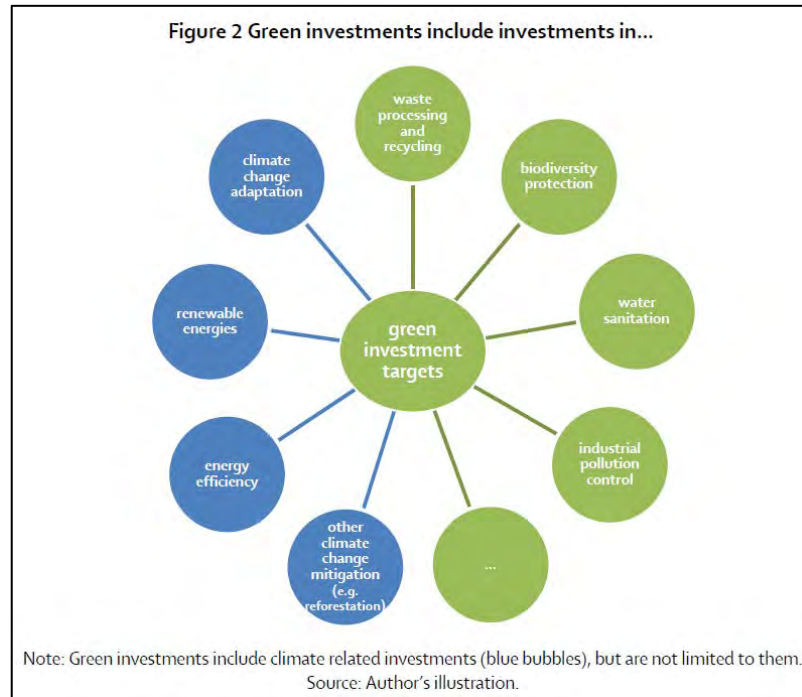 Figure 2 Green investments include investments in...
waste
processing
and
recycling
biodiversity
protection
water
sanitation
industrial
pollution
control
...
other
climate
change
mitigation
(e.g.
reforestation)
energy
efficiency
renewable
energies
climate
change
adaptation
green
investment
targets
Note: Green investments include climate related investments (blue bubbles), but are not limited to them.
Source: Author's illustration.